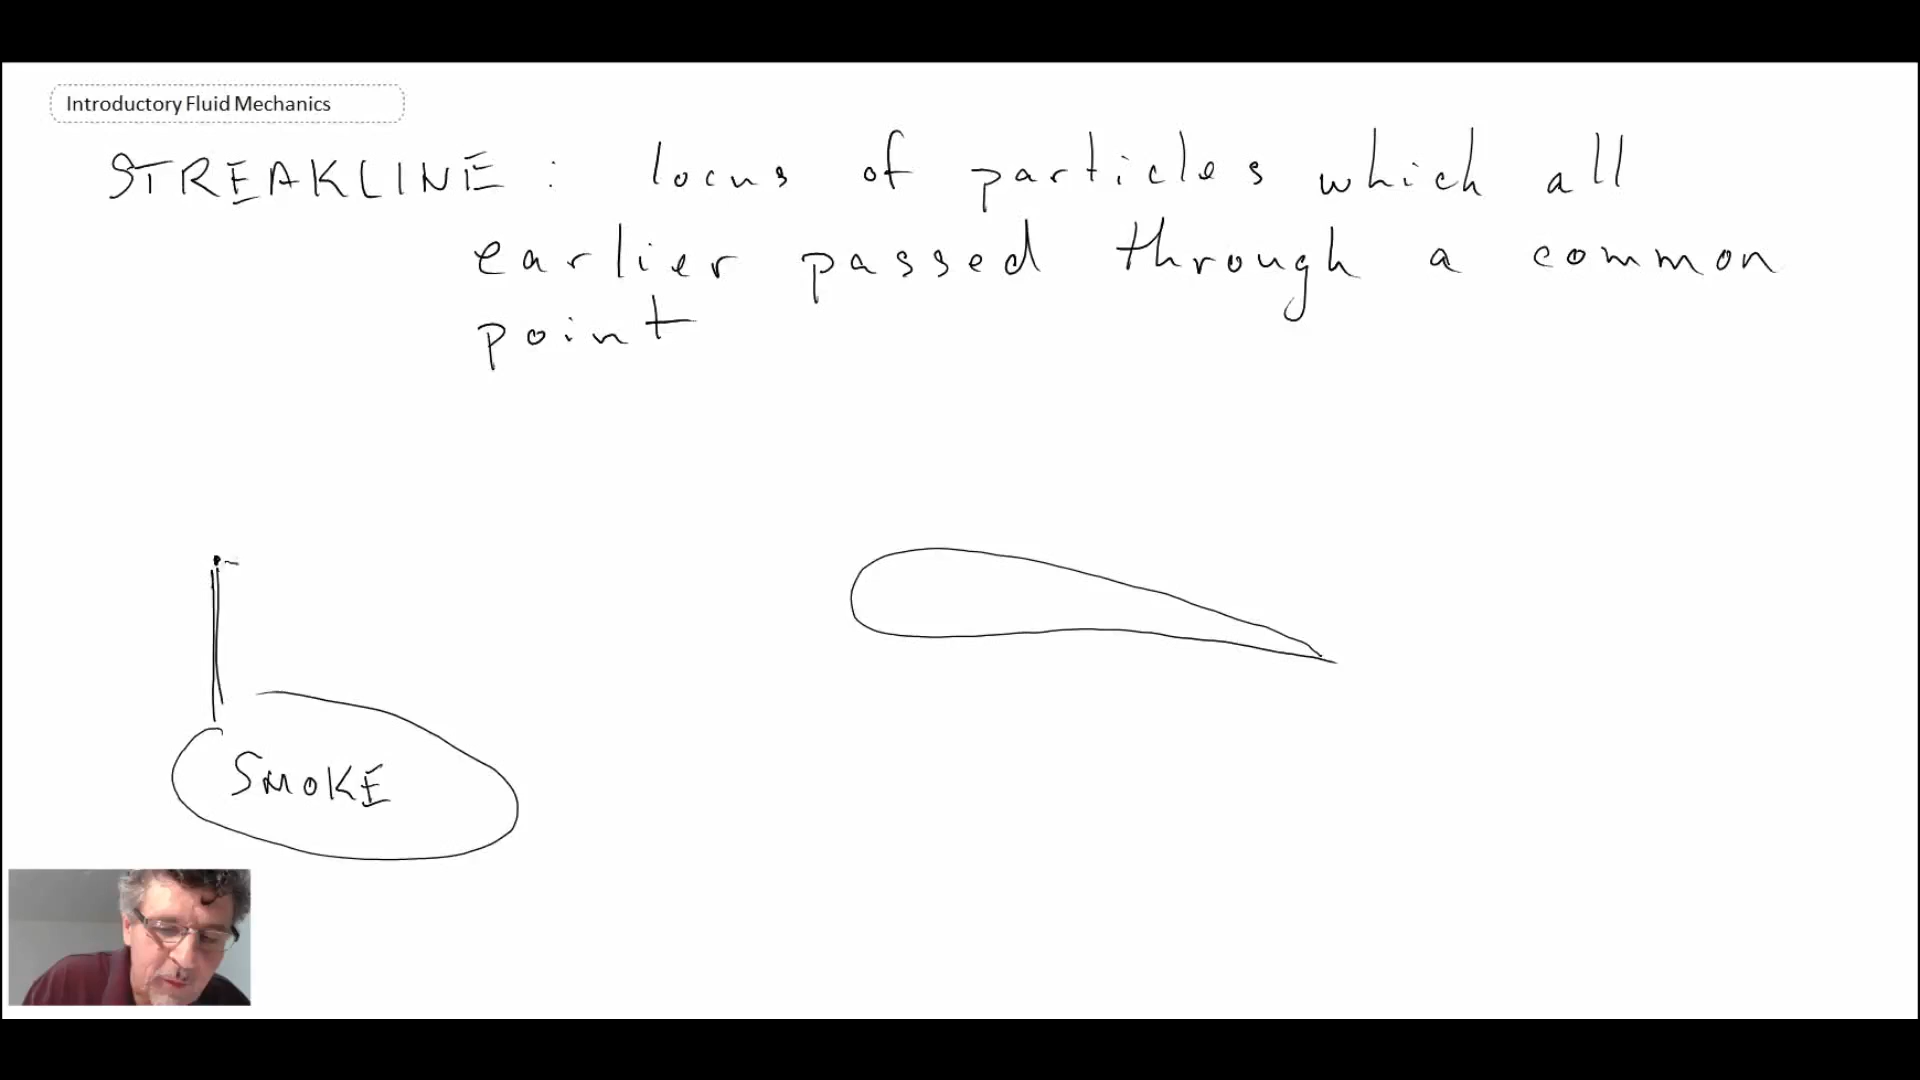 Introductory Fluid Mechanics
STREAKLINE : locus of particles which all
earlier passed through a common
point
SMOKE